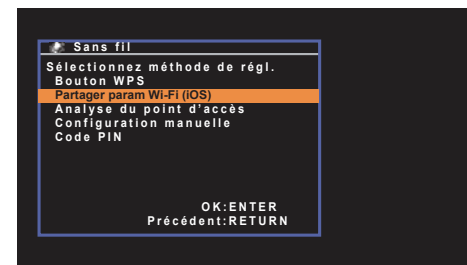 Sans fil
Sélectionnez méthode de régl.
Bouton WPS
Partager param Wi-Fi (iOS)
Analyse du point d'accès
Configuration manuelle
Code PIN
OK:ENTER
Précédent:RETURN